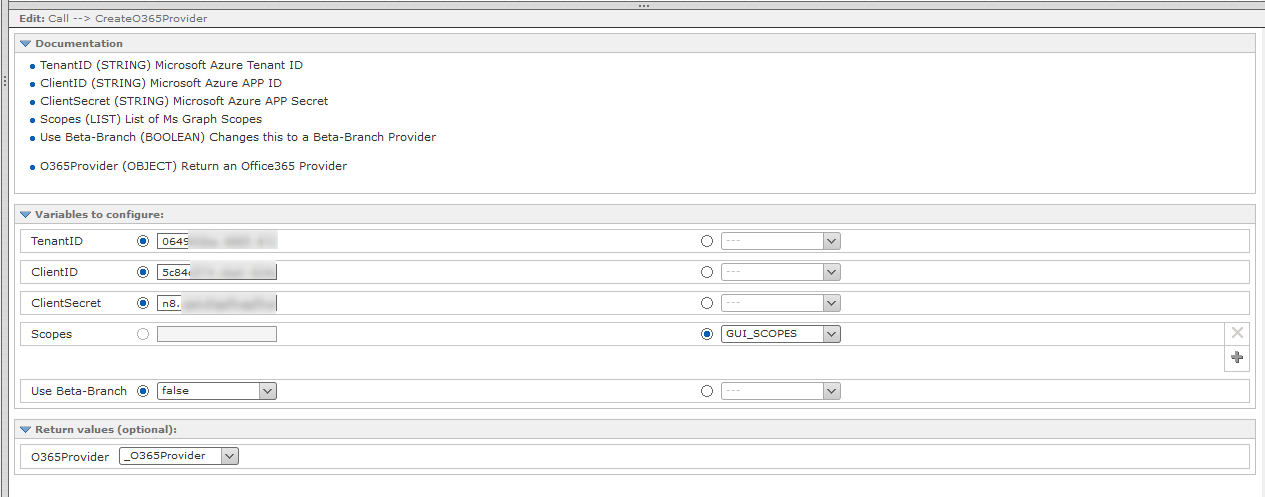 Edit: Call --> CreateO365Provider
Documentation
TenantID (STRING) Microsoft Azure Tenant ID
ClientID (STRING) Microsoft Azure APP ID
ClientSecret (STRING) Microsoft Azure APP Secret
Scopes (LIST) List of Ms Graph Scopes
Use Beta-Branch (BOOLEAN) Changes this to a Beta-Branch Provider
O365Provider (OBJECT) Return an Office365 Provider
Variables to configure:
TenantID 0649 ---
ClientID 5c84 ---
ClientSecret n8. ---
Scopes GUI_SCOPES
Use Beta-Branch false ---
Return values (optional):
O365Provider _O365Provider